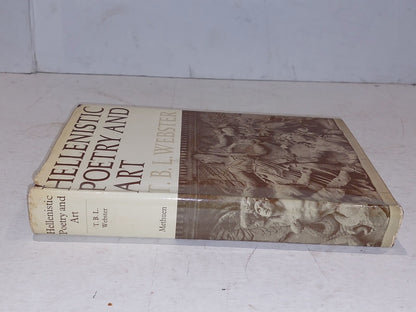 HELLENISTIC
POETRY AND
ART
T. B. L. WEBSTER
Hellenistic
Poetry and
Art
T. B. L.
Webster
Methuen